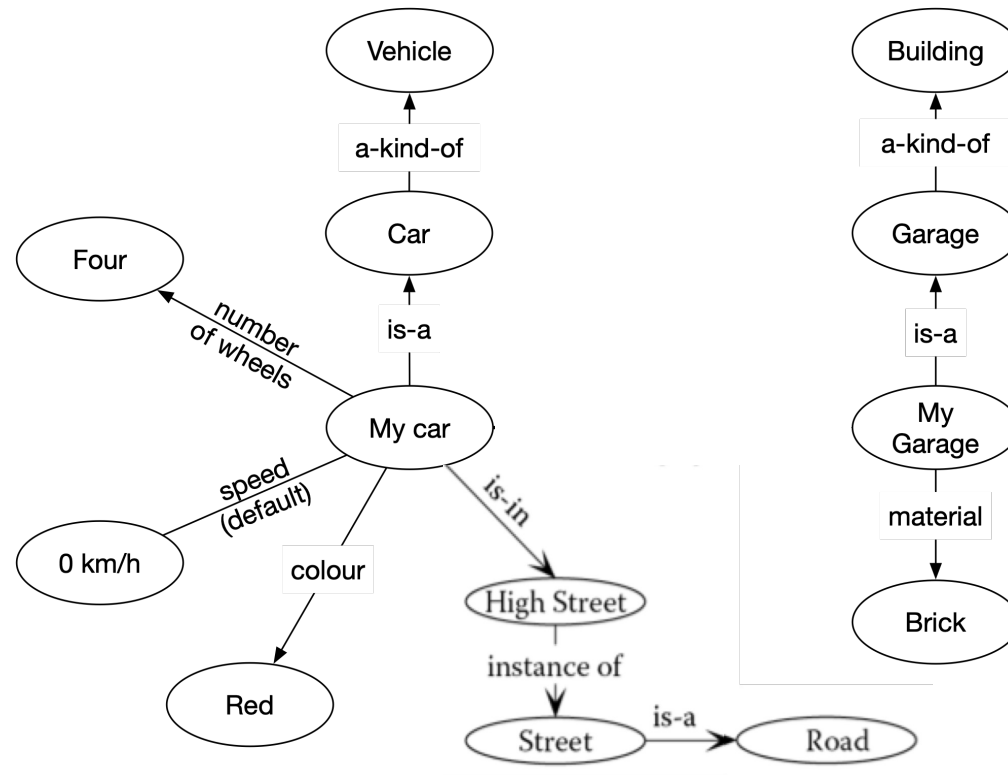 Vehicle
Building
a-kind-of
a-kind-of
Car
Garage
Four
number
of wheels
is-a
is-a
My car
My
Garage
speed
(default)
is-in
material
0 km/h
colour
High Street
Brick
instance of
Red
is-a
Street
Road